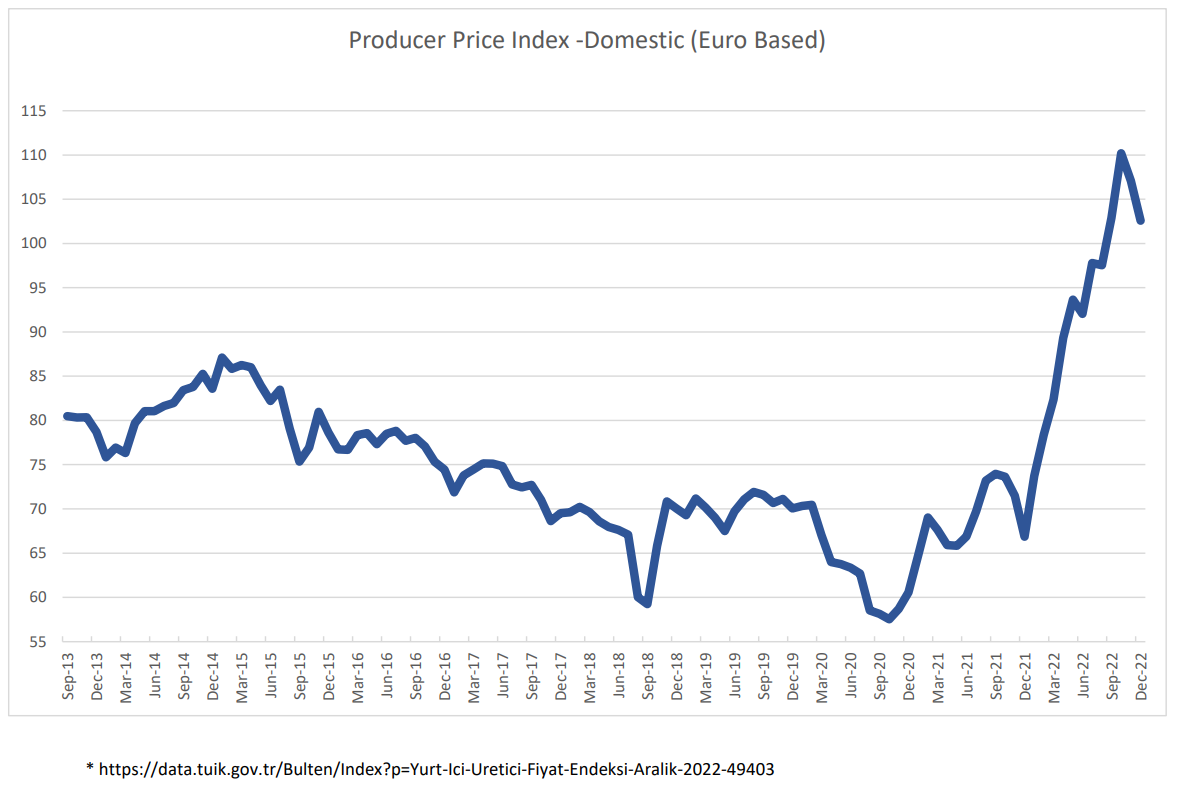 Producer Price Index -Domestic (Euro Based)
115
110
105
100
95
90
85
80
75
70
65
60
55
Sep-13
Dec-13
Mar-14
Jun-14
Sep-14
Dec-14
Mar-15
Jun-15
Sep-15
Dec-15
Mar-16
Jun-16
Sep-16
Dec-16
Mar-17
Jun-17
Sep-17
Dec-17
Mar-18
Jun-18
Sep-18
Dec-18
Mar-19
Jun-19
Sep-19
Dec-19
Mar-20
Jun-20
Sep-20
Dec-20
Mar-21
Jun-21
Sep-21
Dec-21
Mar-22
Jun-22
Sep-22
Dec-22
* https://data.tuik.gov.tr/Bulten/Index?p=Yurt-Ici-Uretici-Fiyat-Endeksi-Aralik-2022-49403